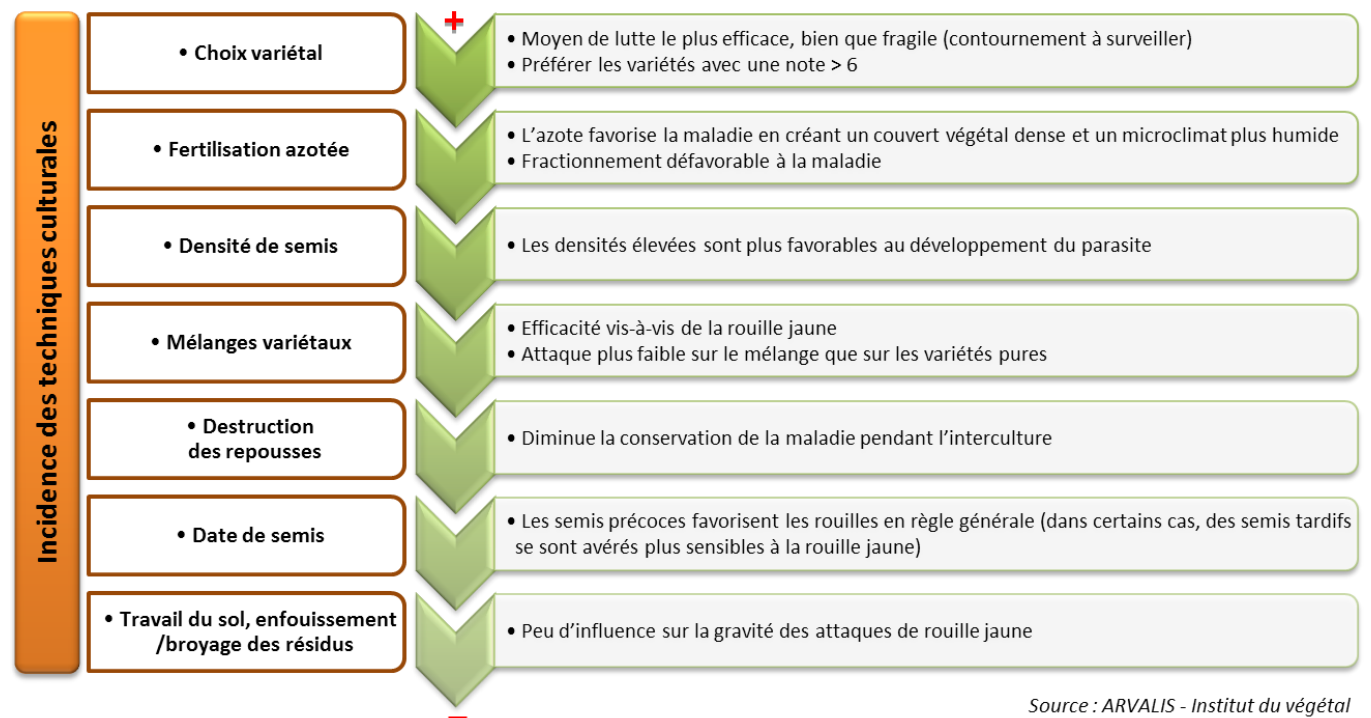 Incidence des techniques culturales
+
• Choix variétal
• Moyen de lutte le plus efficace, bien que fragile (contournement à surveiller)
• Préférer les variétés avec une note > 6
• Fertilisation azotée
• L’azote favorise la maladie en créant un couvert végétal dense et un microclimat plus humide
• Fractionnement défavorable à la maladie
• Densité de semis
• Les densités élevées sont plus favorables au développement du parasite
• Mélanges variétaux
• Efficacité vis-à-vis de la rouille jaune
• Attaque plus faible sur le mélange que sur les variétés pures
• Destruction
des repousses
• Diminue la conservation de la maladie pendant l’interculture
• Date de semis
• Les semis précoces favorisent les rouilles en règle générale (dans certains cas, des semis tardifs
se sont avérés plus sensibles à la rouille jaune)
• Travail du sol, enfouissement
/broyage des résidus
• Peu d’influence sur la gravité des attaques de rouille jaune
–
Source : ARVALIS - Institut du végétal